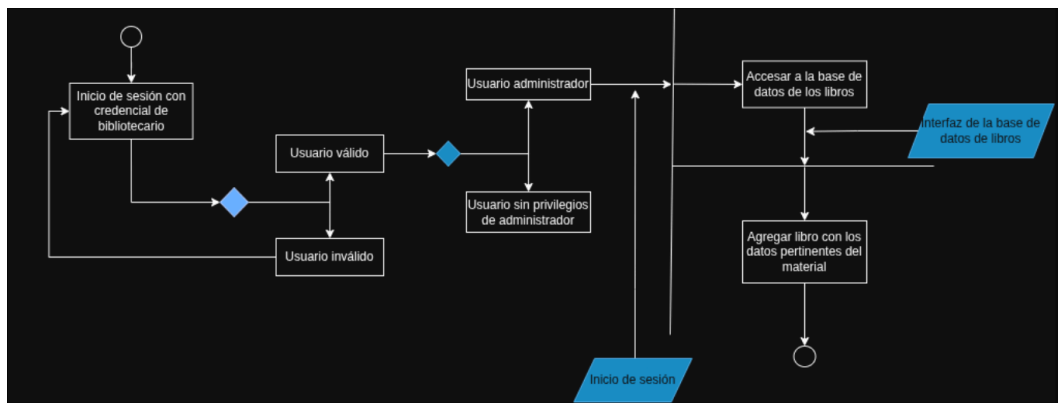 Inicio de sesión con
credencial de
bibliotecario
Usuario válido
Usuario inválido
Usuario administrador
Usuario sin privilegios
de administrador
Inicio de sesión
Accesar a la base de
datos de los libros
Interfaz de la base de
datos de libros
Agregar libro con los
datos pertinentes del
material